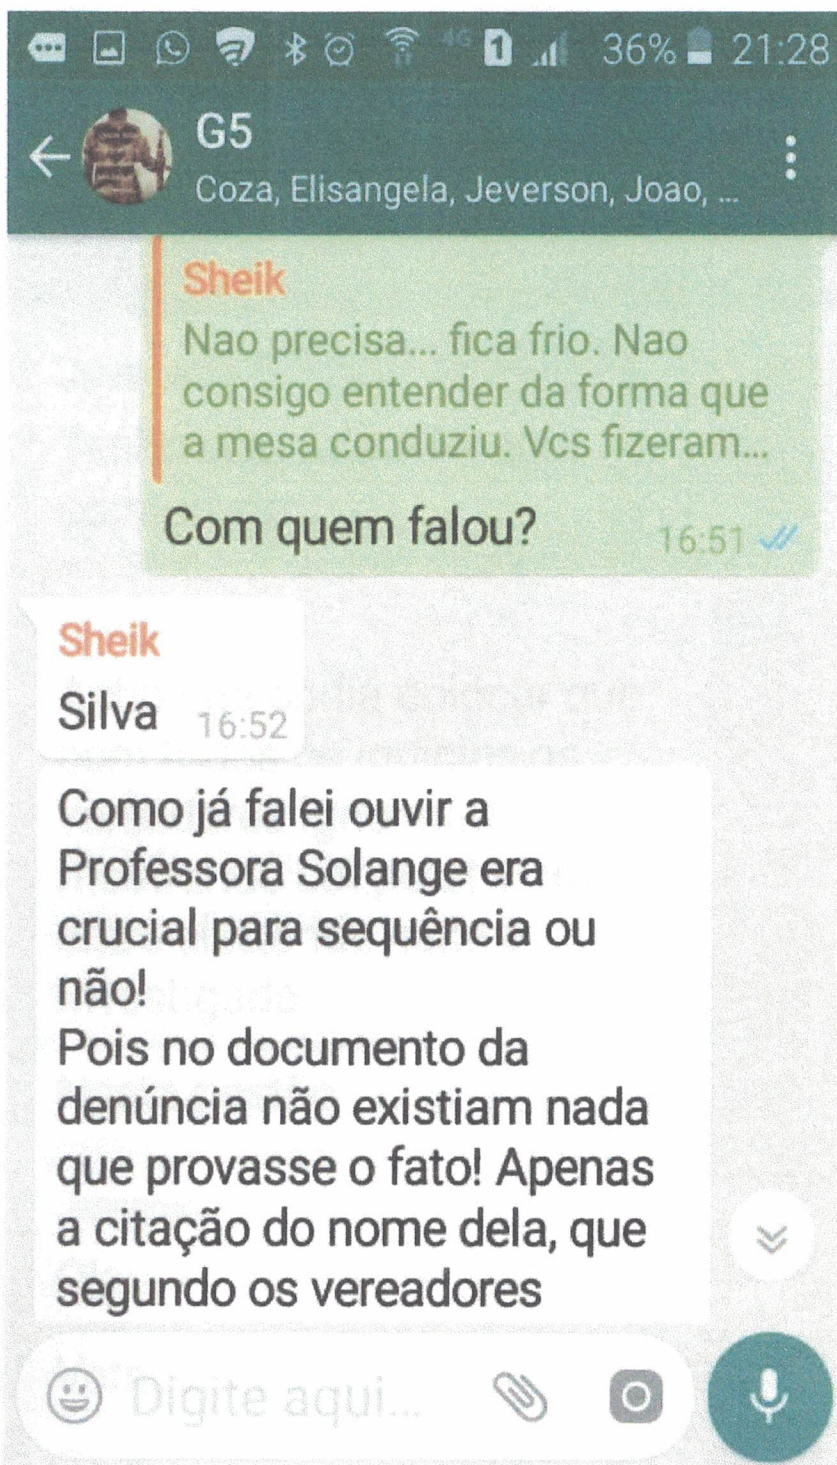 4G 1 36% 21:28
G5
Coza, Elisangela, Jeverson, Joao, ...
Sheik
Nao precisa... fica frio. Nao
consigo entender da forma que
a mesa conduziu. Vcs fizeram...
Com quem falou? 16:51
Sheik
Silva 16:52
Como já falei ouvir a
Professora Solange era
crucial para sequência ou
não!
Pois no documento da
denúncia não existiam nada
que provasse o fato! Apenas
a citação do nome dela, que
segundo os vereadores
Digite aqui...